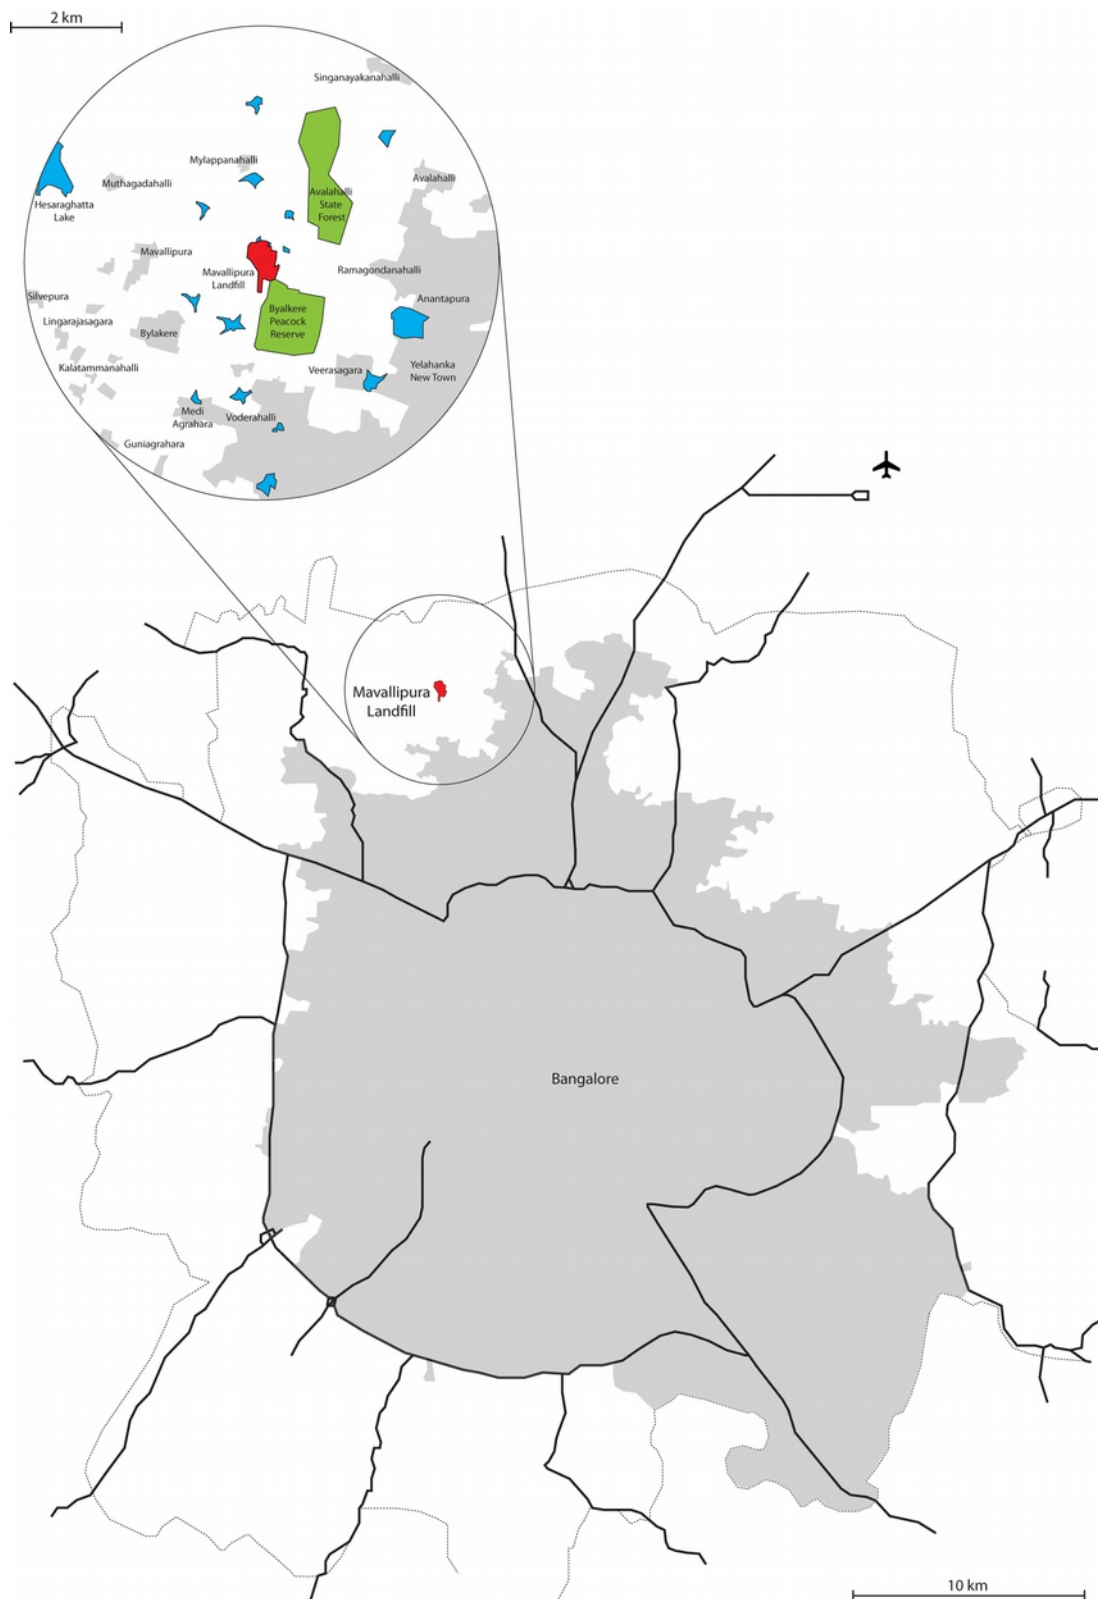 2 km
Singanayakanahalli
Mylappanahalli
Muthagadahalli
Avalahalli
Avalahalli
State
Forest
Hesaraghatta
Lake
Mavallipura
Mavallipura
Landfill
Ramagondanahalli
Silvepura
Anantapura
Lingarajasagara
Byalkere
Peacock
Reserve
Bylakere
Kalatammanahalli
Veerasagara
Yelahanka
New Town
Medi
Agrahara
Voderahalli
Guniagrahara
Mavallipura
Landfill
Bangalore
10 km